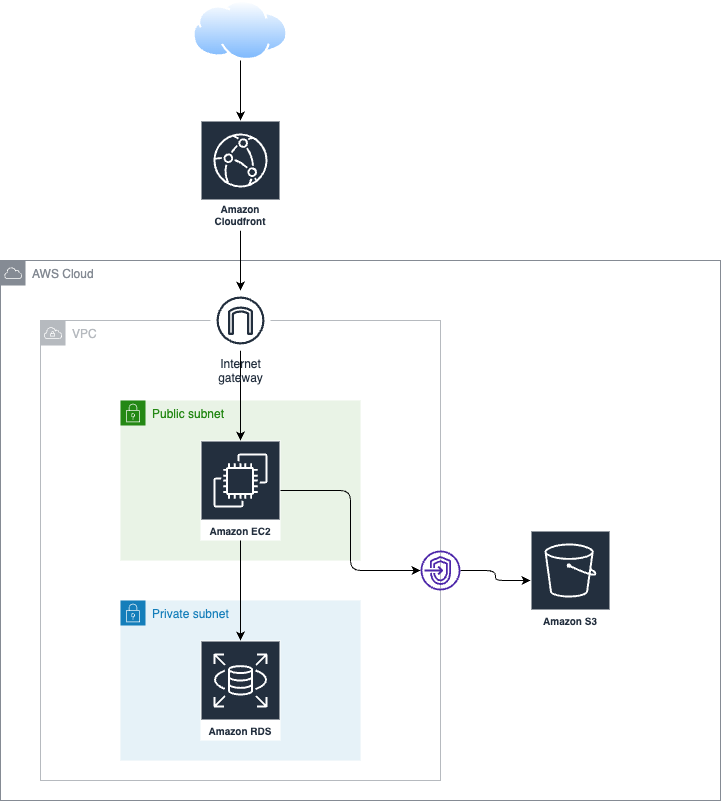 Amazon
Cloudfront
AWS Cloud
VPC
Internet
gateway
Public subnet
Amazon EC2
Amazon S3
Private subnet
Amazon RDS